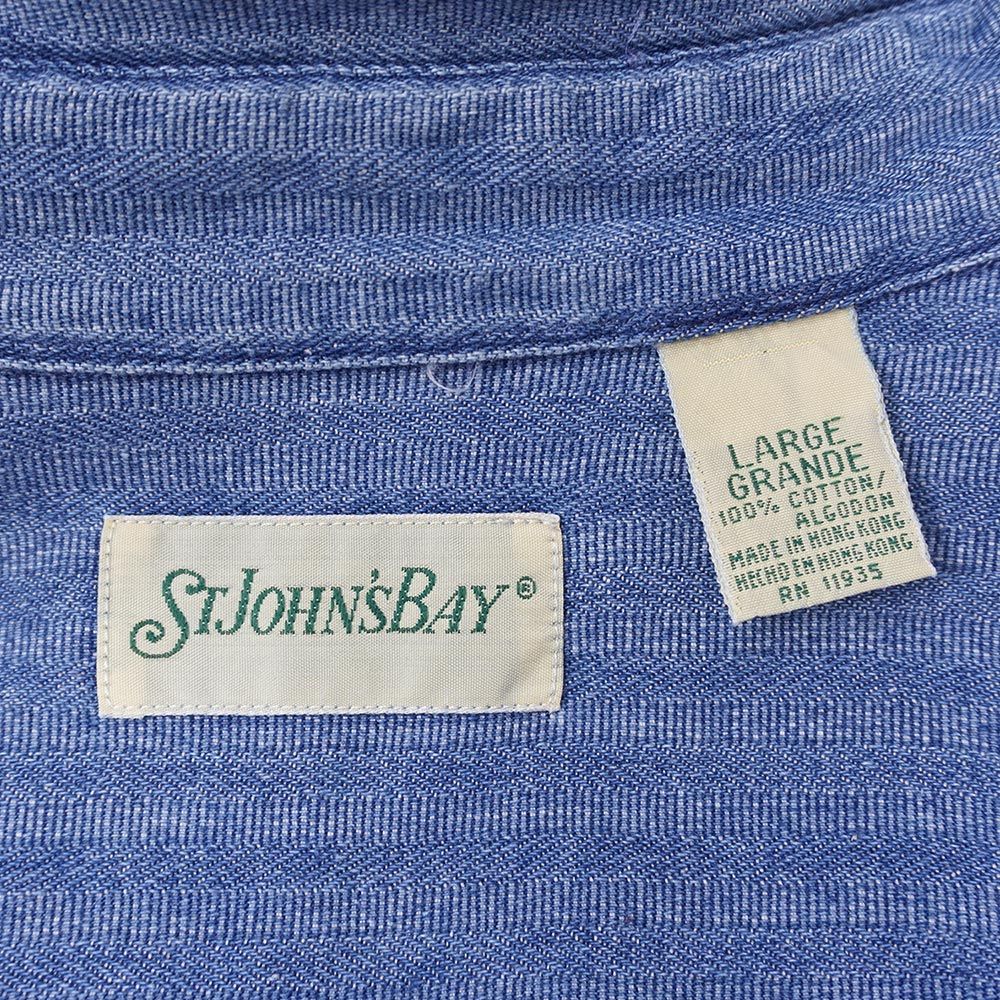 STJOHN'SBAY®
LARGE
GRANDE
100% COTTON/
ALGODON
MADE IN HONG KONG
HECHO EN HONG KONG
RN 11935